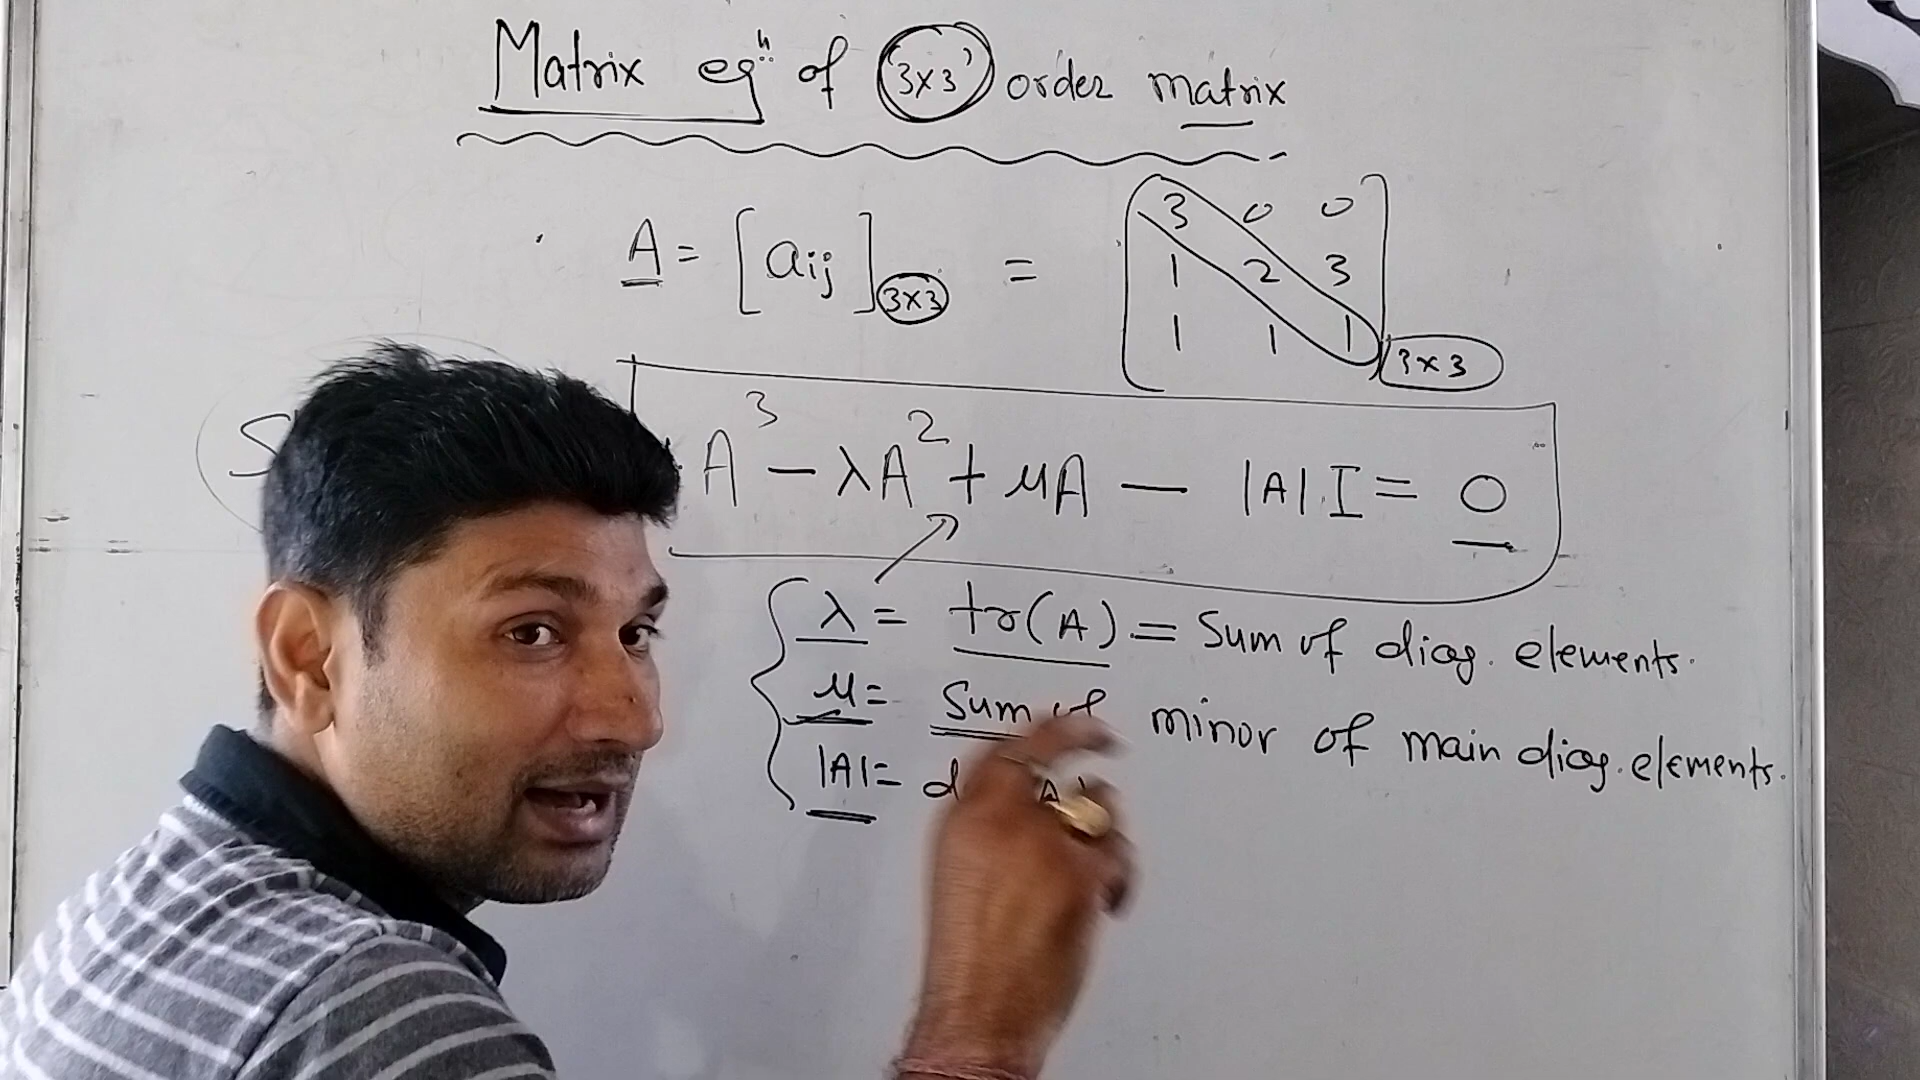 Matrix eqⁿ of (3x3) order matrix
A = [aij]3x3 = [3 0 0
1 2 3
1 1 1]3x3
A³ - λA² + μA - |A|.I = 0
λ = tr(A) = Sum of diag. elements.
μ = Sum of minor of main diag. elements.
|A| =